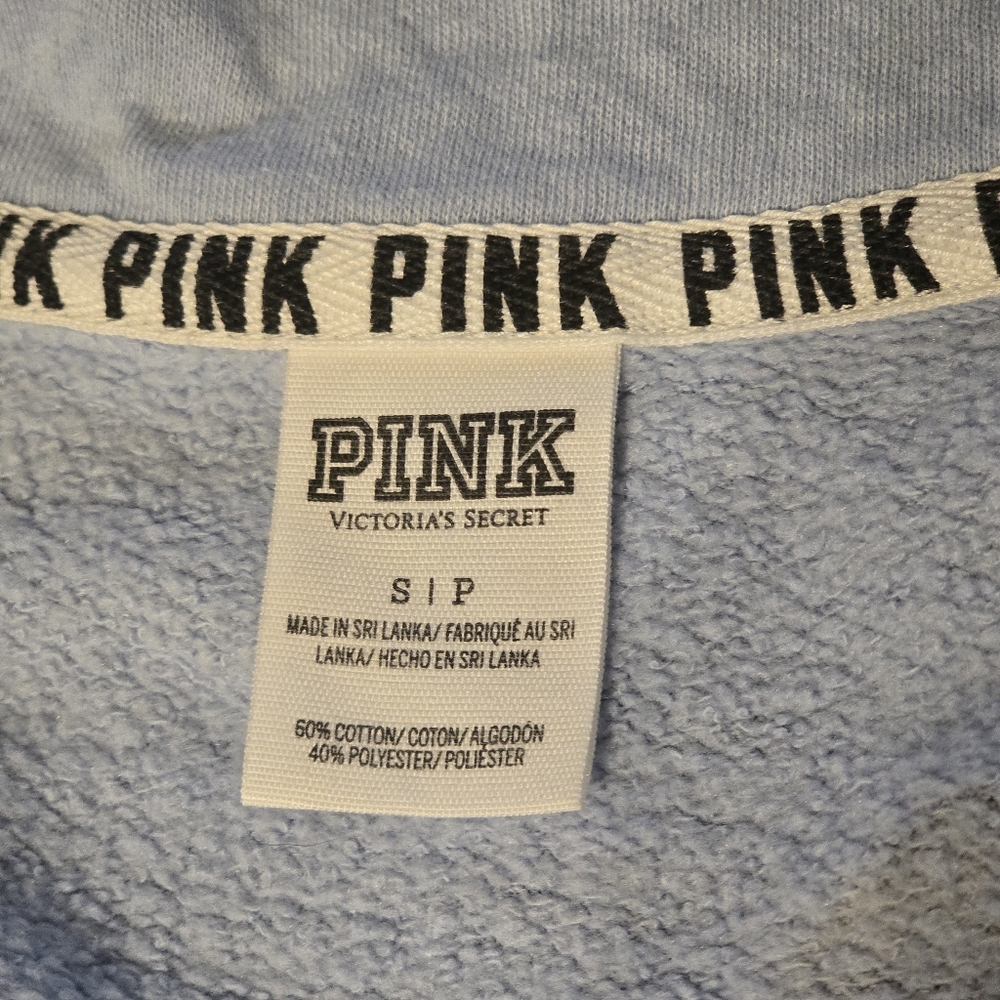 PINK PINK PINK
PINK
VICTORIA'S SECRET
S | P
MADE IN SRI LANKA/ FABRIQUÉ AU SRI
LANKA/ HECHO EN SRI LANKA
60% COTTON/ COTON/ ALGODÓN
40% POLYESTER/ POLIÉSTER